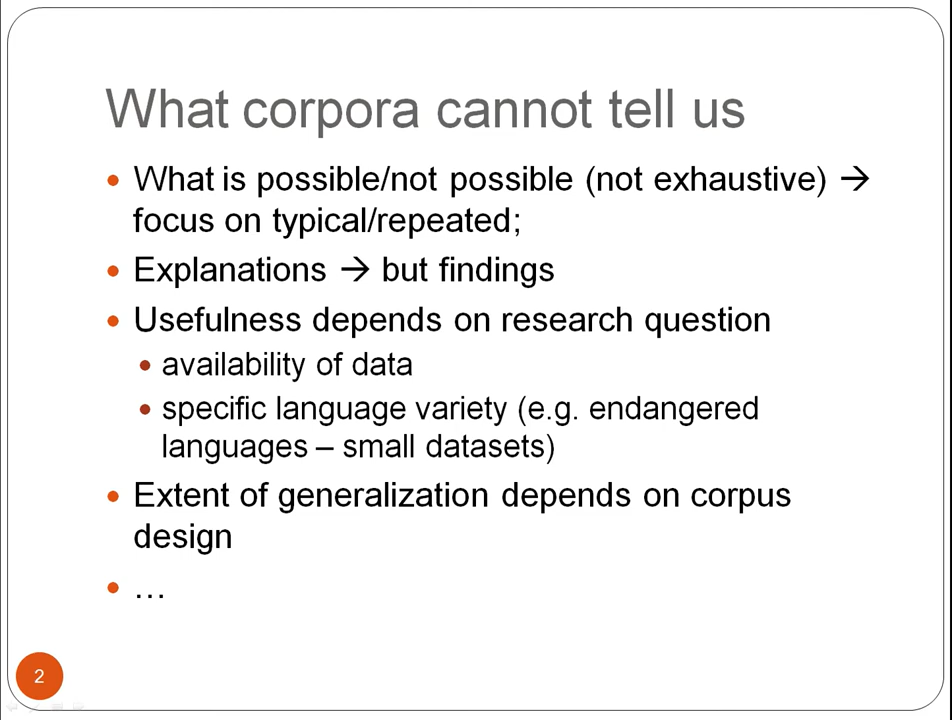 What corpora cannot tell us
• What is possible/not possible (not exhaustive) →
focus on typical/repeated;
• Explanations → but findings
• Usefulness depends on research question
• availability of data
• specific language variety (e.g. endangered
languages – small datasets)
• Extent of generalization depends on corpus
design
• …
2